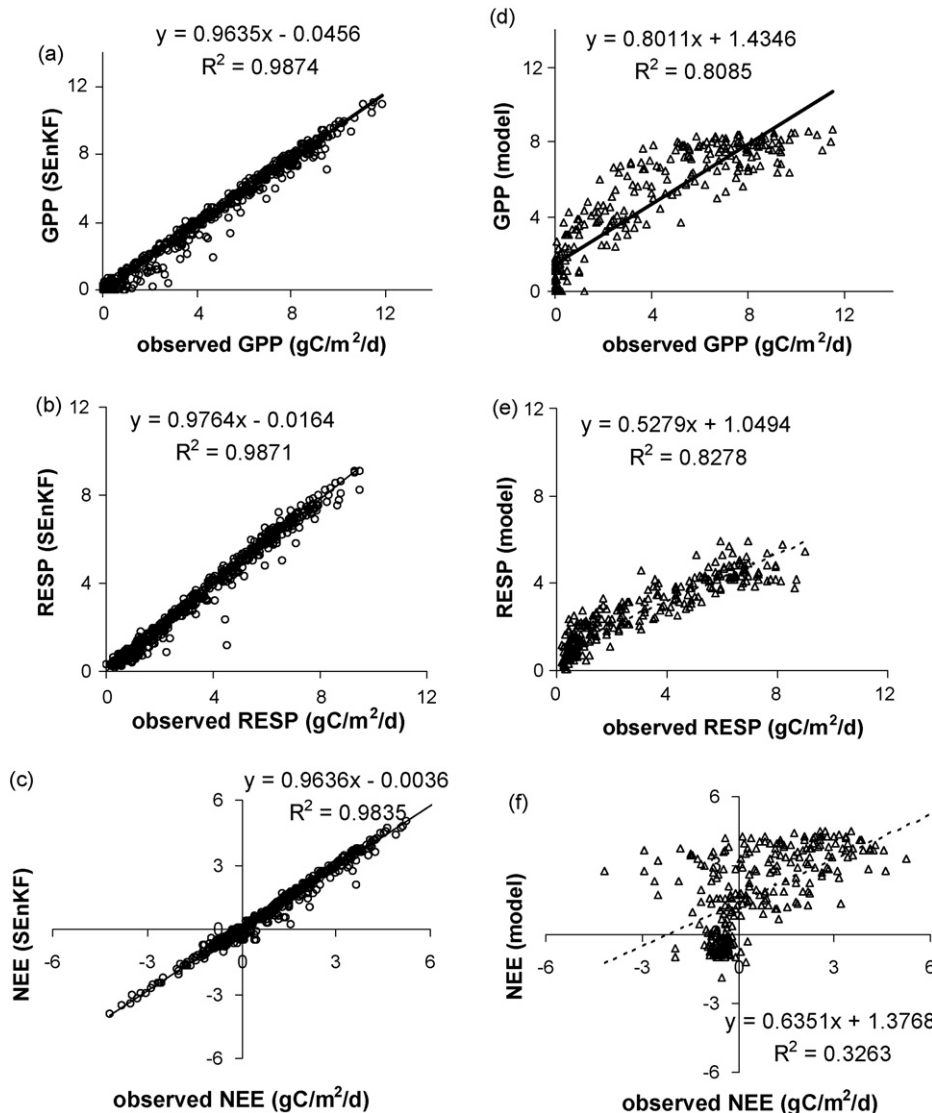 (a)
y = 0.9635x - 0.0456
R² = 0.9874
12
8
4
0
0 4 8 12
GPP (SEnKF)
observed GPP (gC/m²/d)
(d)
y = 0.8011x + 1.4346
R² = 0.8085
12
8
4
0
0 4 8 12
GPP (model)
observed GPP (gC/m²/d)
(b)
y = 0.9764x - 0.0164
R² = 0.9871
12
8
4
0
0 4 8 12
RESP (SEnKF)
observed RESP (gC/m²/d)
(e)
y = 0.5279x + 1.0494
R² = 0.8278
12
8
4
0
0 4 8 12
RESP (model)
observed RESP (gC/m²/d)
(c)
y = 0.9636x - 0.0036
R² = 0.9835
6
3
0
-3
-6
-6 -3 0 3 6
NEE (SEnKF)
observed NEE (gC/m²/d)
(f)
6
3
0
-3
-6
-6 -3 0 3 6
y = 0.6351x + 1.3768
R² = 0.3263
NEE (model)
observed NEE (gC/m²/d)